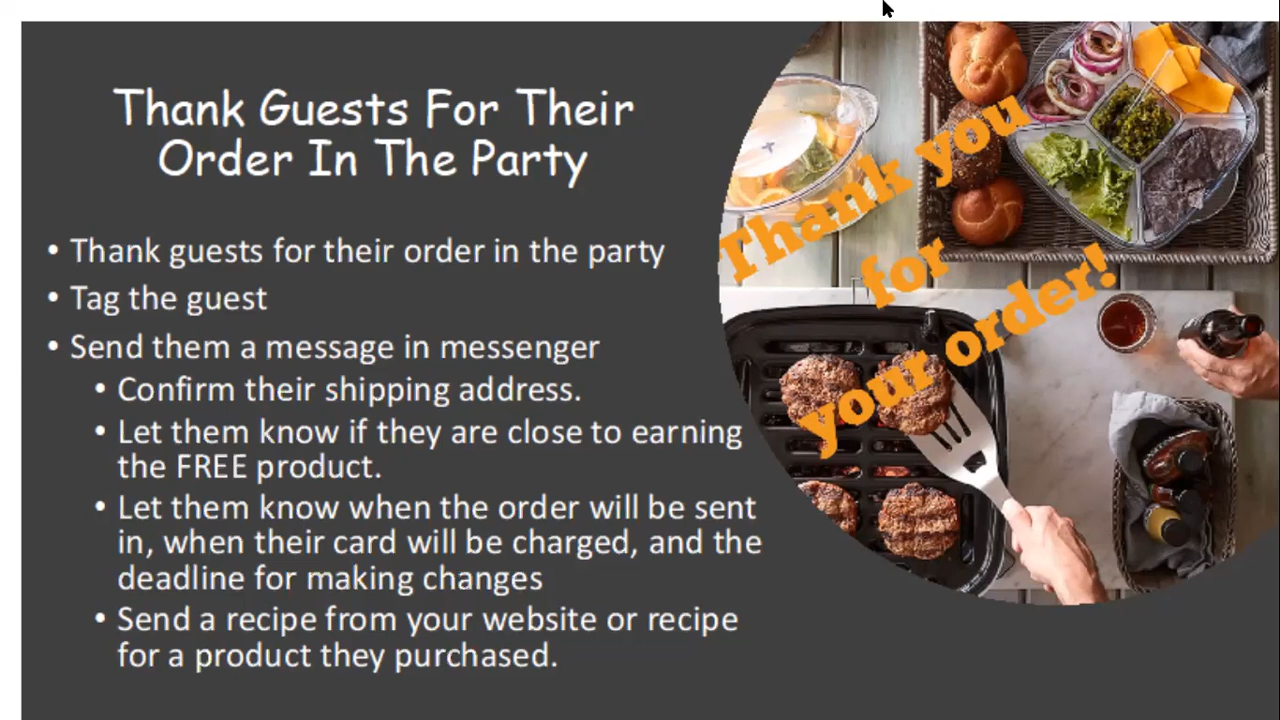 Thank Guests For Their
Order In The Party
• Thank guests for their order in the party
• Tag the guest
• Send them a message in messenger
• Confirm their shipping address.
• Let them know if they are close to earning
the FREE product.
• Let them know when the order will be sent
in, when their card will be charged, and the
deadline for making changes
• Send a recipe from your website or recipe
for a product they purchased.
Thank you
for
your order!